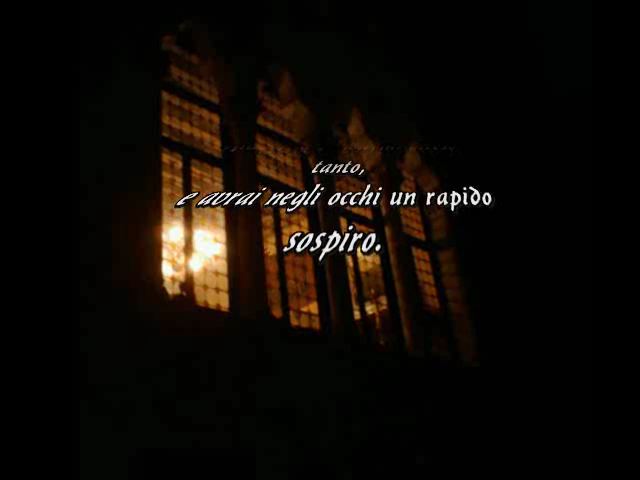 tanto,
e avrai negli occhi un rapido
sospiro.